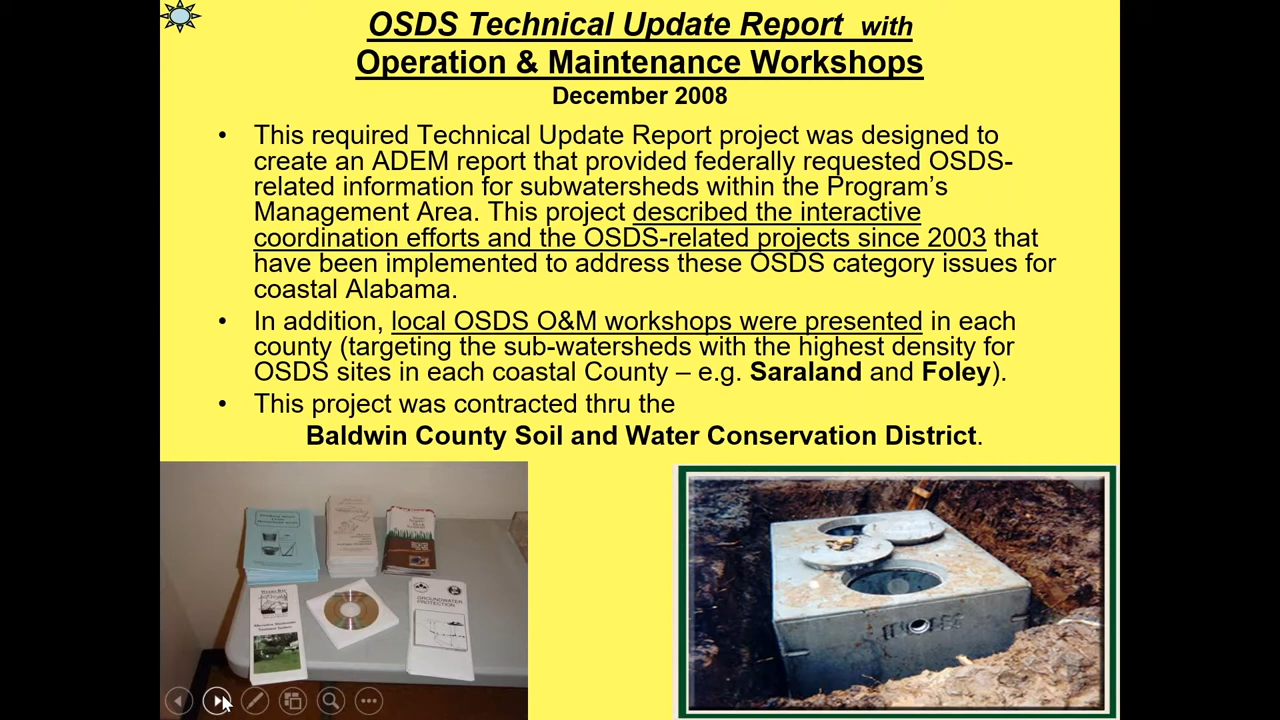 OSDS Technical Update Report with
Operation & Maintenance Workshops
December 2008
• This required Technical Update Report project was designed to
create an ADEM report that provided federally requested OSDS-
related information for subwatersheds within the Program's
Management Area. This project described the interactive
coordination efforts and the OSDS-related projects since 2003 that
have been implemented to address these OSDS category issues for
coastal Alabama.
• In addition, local OSDS O&M workshops were presented in each
county (targeting the sub-watersheds with the highest density for
OSDS sites in each coastal County – e.g. Saraland and Foley).
• This project was contracted thru the
Baldwin County Soil and Water Conservation District.
GROUNDWATER
PROTECTION